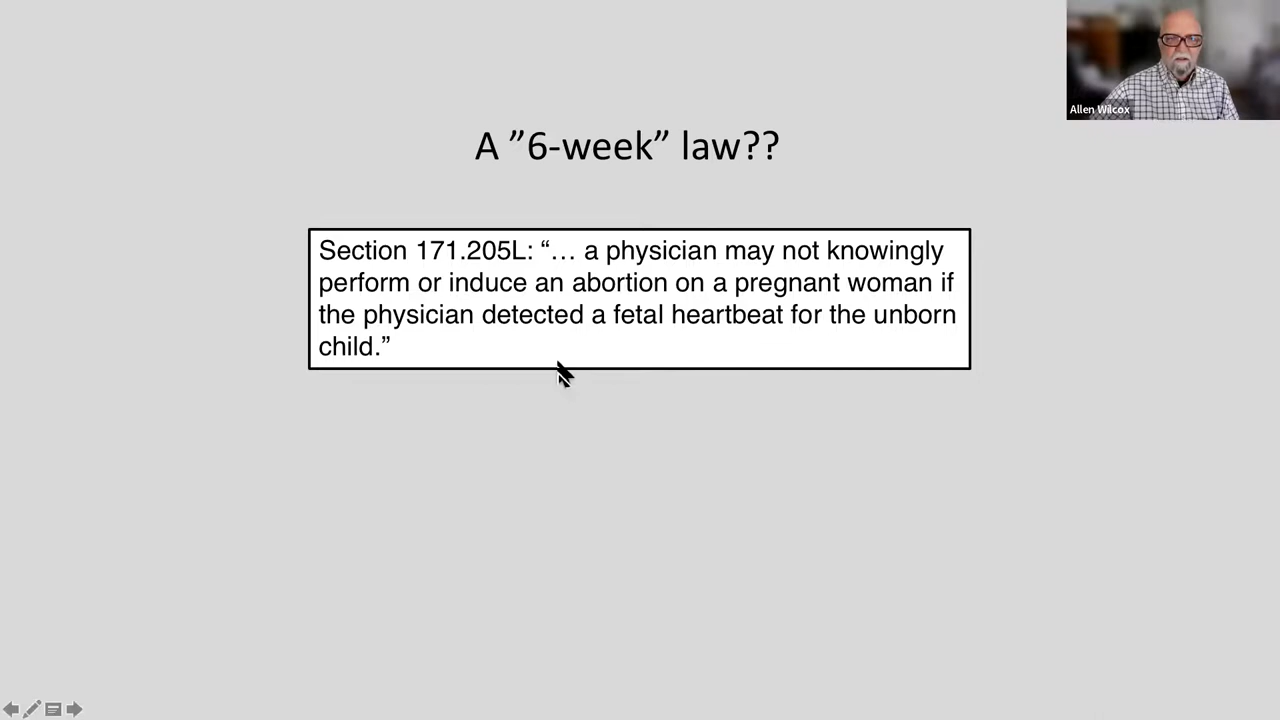 Allen Wilcox
A ”6-week” law??
Section 171.205L: “… a physician may not knowingly
perform or induce an abortion on a pregnant woman if
the physician detected a fetal heartbeat for the unborn
child.”